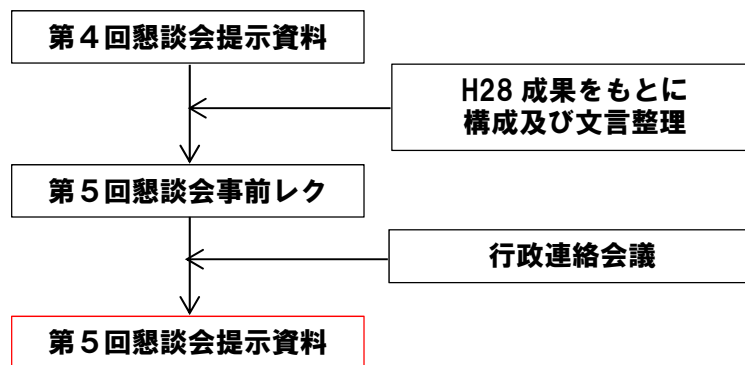 第４回懇談会提示資料
H28 成果をもとに
構成及び文言整理
第５回懇談会事前レク
行政連絡会議
第５回懇談会提示資料